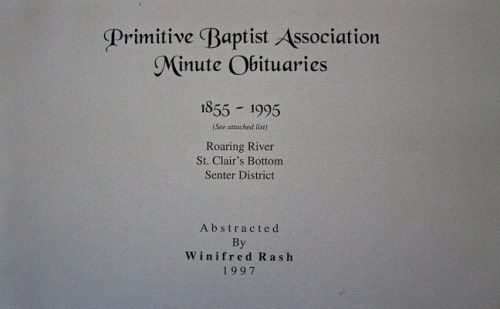 Primitive Baptist Association
Minute Obituaries
1855 - 1995
(See attached list)
Roaring River
St. Clair's Bottom
Senter District
Abstracted
By
Winifred Rash
1997